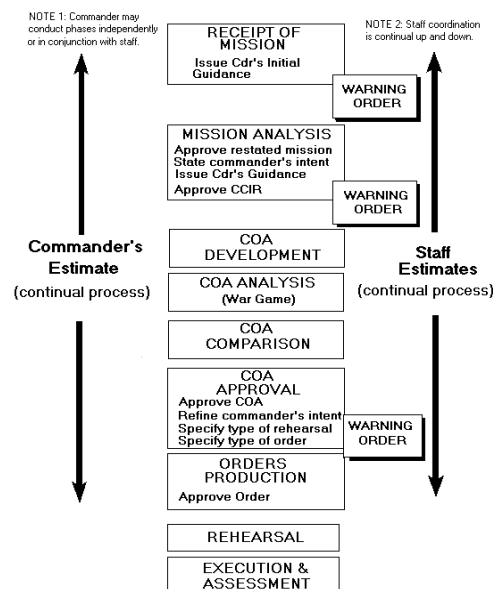 NOTE 1: Commander may
conduct phases independently
or in conjunction with staff.
NOTE 2: Staff coordination
is continual up and down.
RECEIPT OF
MISSION
Issue Cdr's Initial
Guidance
WARNING
ORDER
MISSION ANALYSIS
Approve restated mission
State commander's intent
Issue Cdr's Guidance
Approve CCIR
WARNING
ORDER
Commander's
Estimate
(continual process)
Staff
Estimates
(continual process)
COA
DEVELOPMENT
COA ANALYSIS
(War Game)
COA
COMPARISON
COA
APPROVAL
Approve COA
Refine commander's intent
Specify type of rehearsal
Specify type of order
WARNING
ORDER
ORDERS
PRODUCTION
Approve Order
REHEARSAL
EXECUTION &
ASSESSMENT